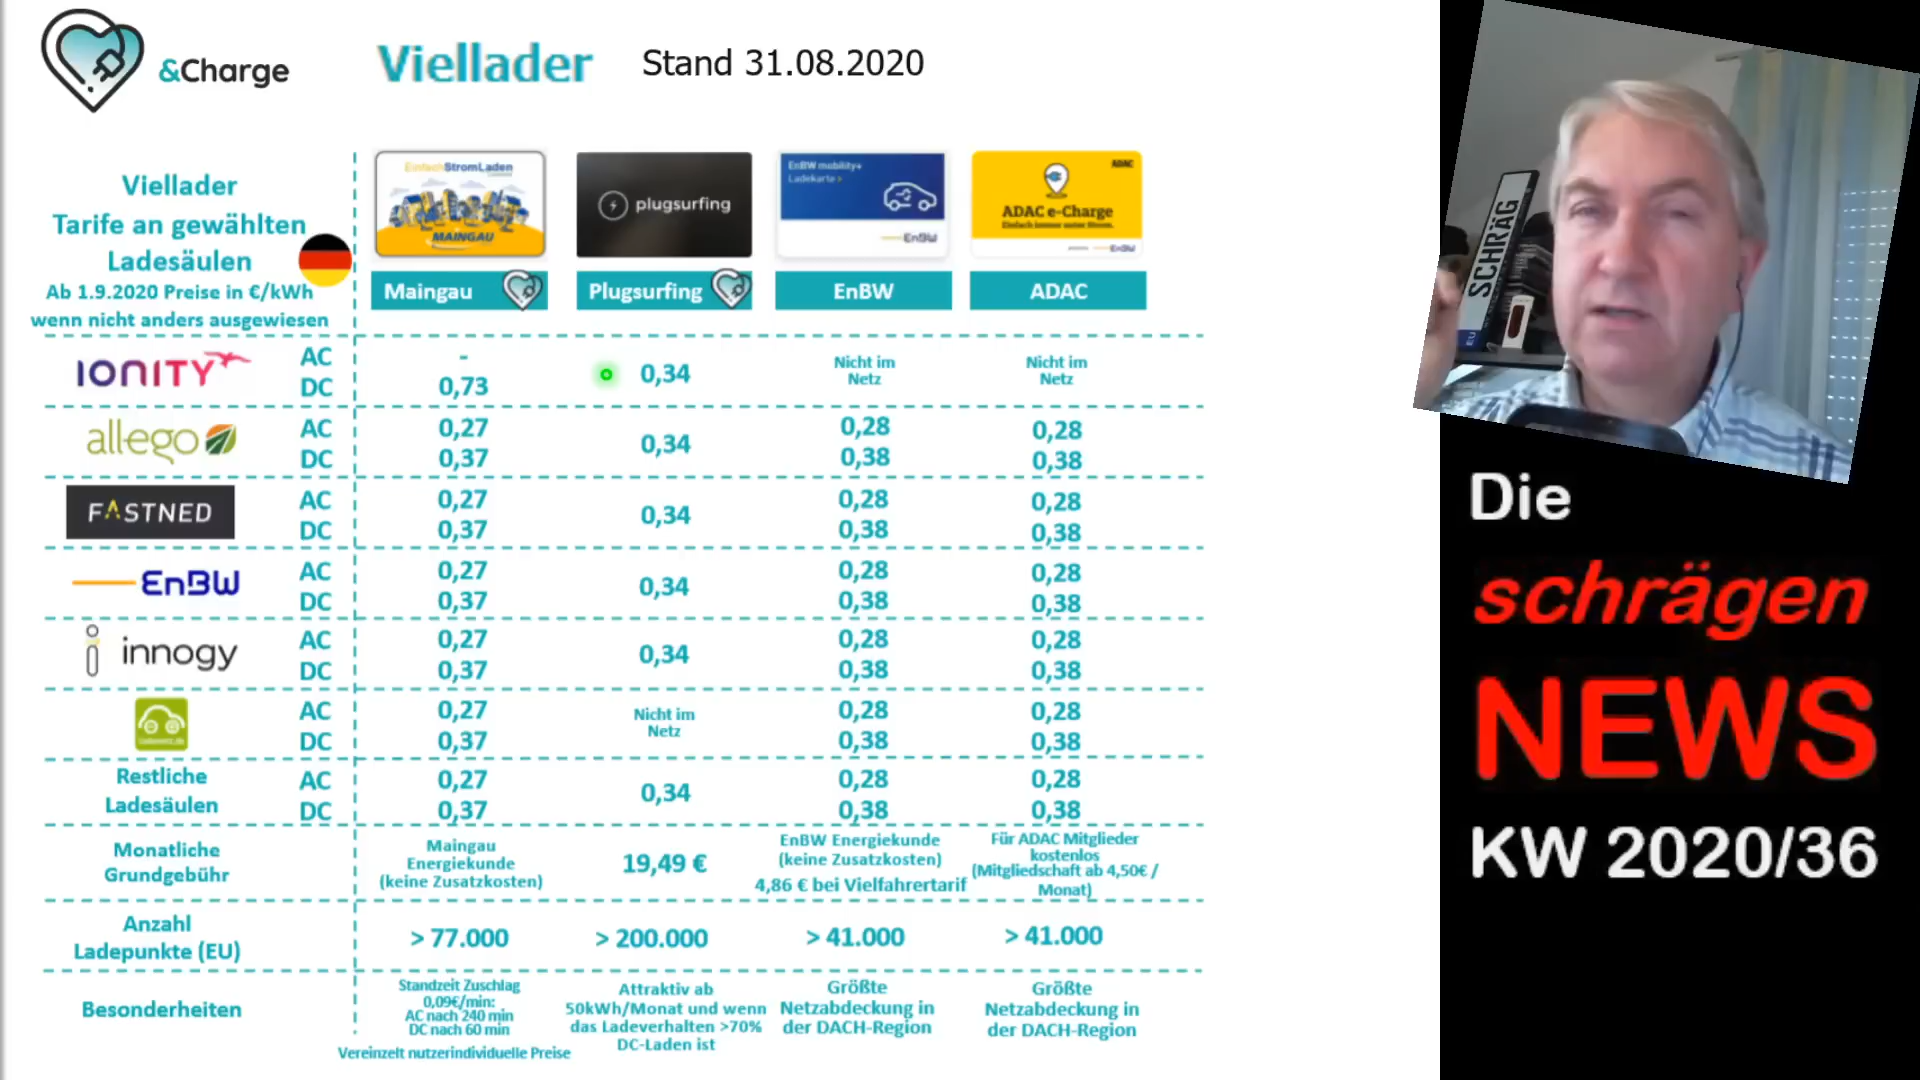 &Charge
Viellader
Stand 31.08.2020
Viellader
Tarife an gewählten
Ladesäulen
Ab 1.9.2020 Preise in €/kWh
wenn nicht anders ausgewiesen
EinfachStromLaden
MAINGAU
plugsurfing
EnBW mobility+
Ladekarte >
EnBW
ADAC
ADAC e-Charge
EnBW
Maingau
Plugsurfing
EnBW
ADAC
IONITY
AC
DC
-
0,73
0,34
Nicht im
Netz
Nicht im
Netz
allego
AC
DC
0,27
0,37
0,34
0,28
0,38
0,28
0,38
FASTNED
AC
DC
0,27
0,37
0,34
0,28
0,38
0,28
0,38
EnBW
AC
DC
0,27
0,37
0,34
0,28
0,38
0,28
0,38
innogy
AC
DC
0,27
0,37
0,34
0,28
0,38
0,28
0,38
AC
DC
0,27
0,37
Nicht im
Netz
0,28
0,38
0,28
0,38
Restliche
Ladesäulen
AC
DC
0,27
0,37
0,34
0,28
0,38
0,28
0,38
Monatliche
Grundgebühr
Maingau
Energiekunde
(keine Zusatzkosten)
19,49 €
EnBW Energiekunde
(keine Zusatzkosten)
4,86 € bei Vielfahrertarif
Für ADAC Mitglieder
kostenlos
(Mitgliedschaft ab 4,50€ /
Monat)
Anzahl
Ladepunkte (EU)
> 77.000
> 200.000
> 41.000
> 41.000
Besonderheiten
Standzeit Zuschlag
0,09€/min:
AC nach 240 min
DC nach 60 min
Vereinzelt nutzerindividuelle Preise
Attraktiv ab
50kWh/Monat und wenn
das Ladeverhalten >70%
DC-Laden ist
Größte
Netzabdeckung in
der DACH-Region
Größte
Netzabdeckung in
der DACH-Region
SCHRÄG
Die
schrägen
NEWS
KW 2020/36